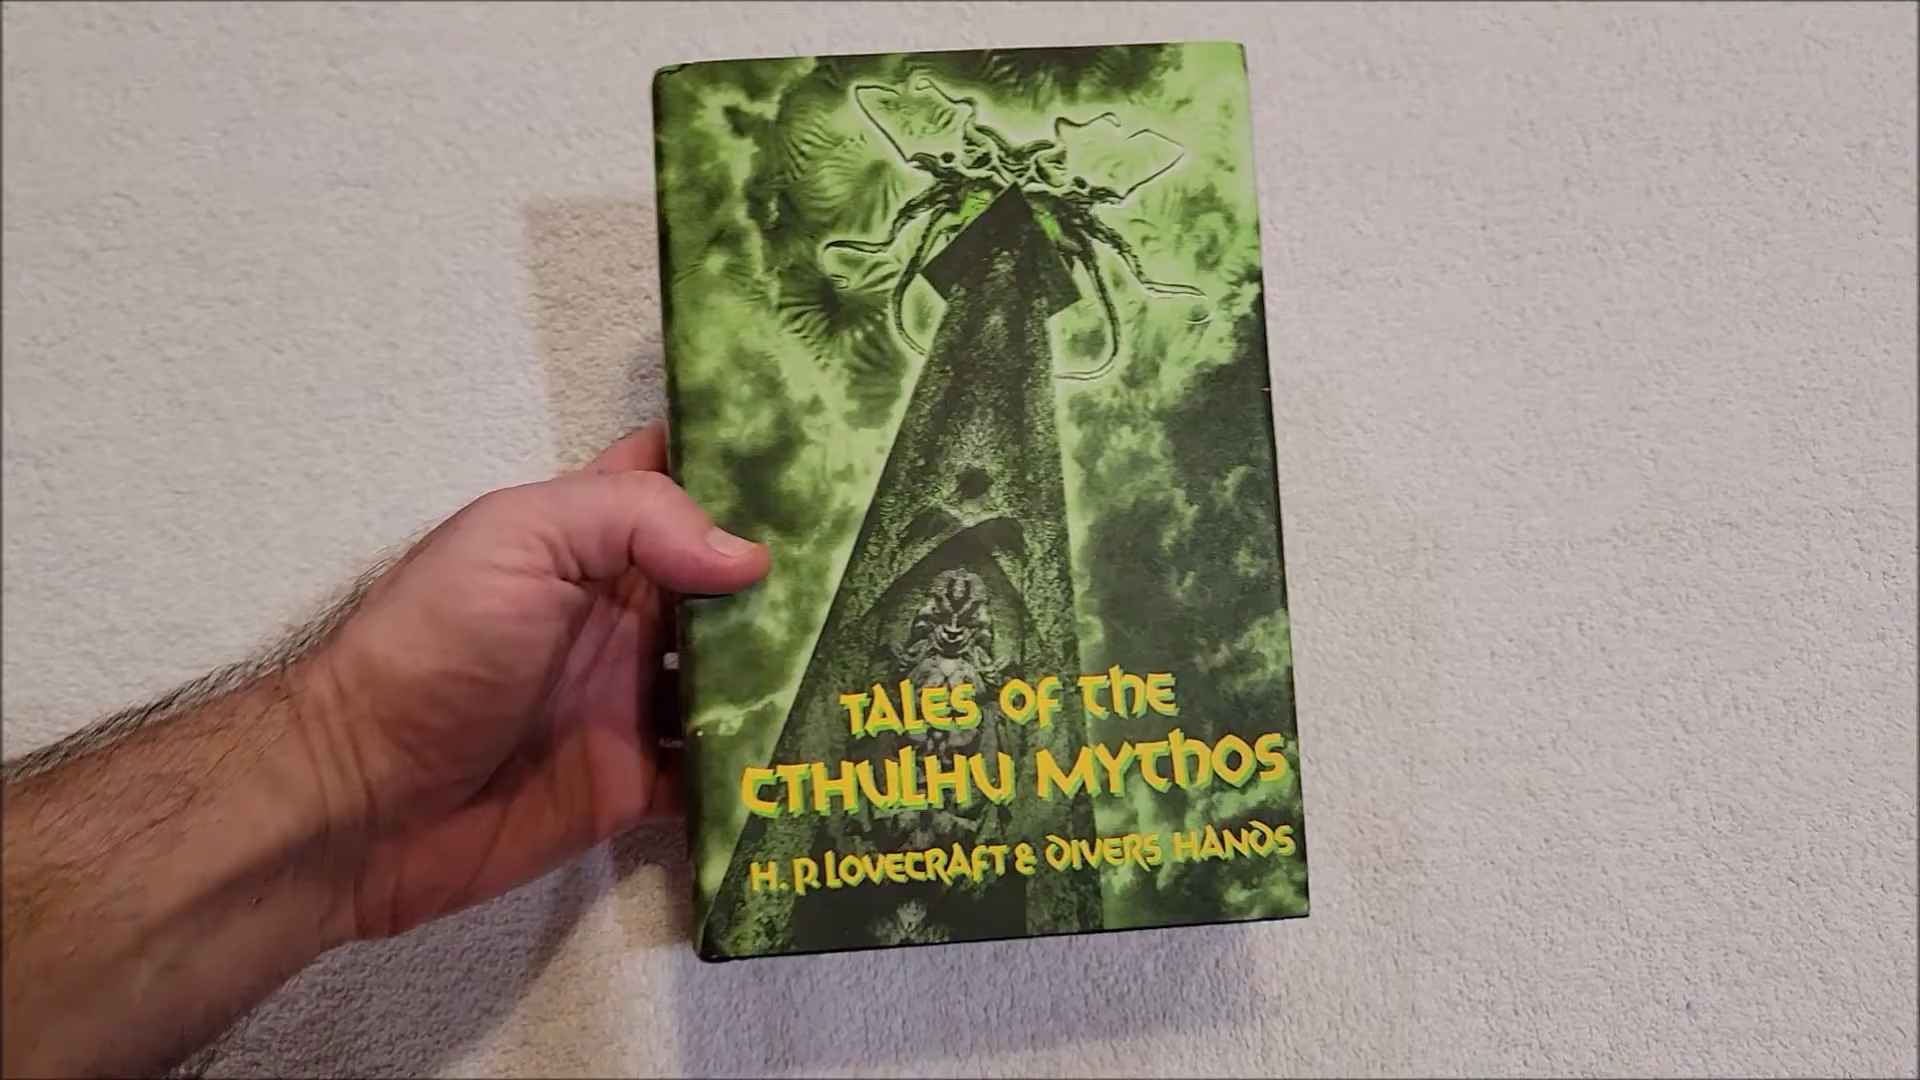 TALES OF THE
CTHULHU MYTHOS
H. P. LOVECRAFT & DIVERS HANDS